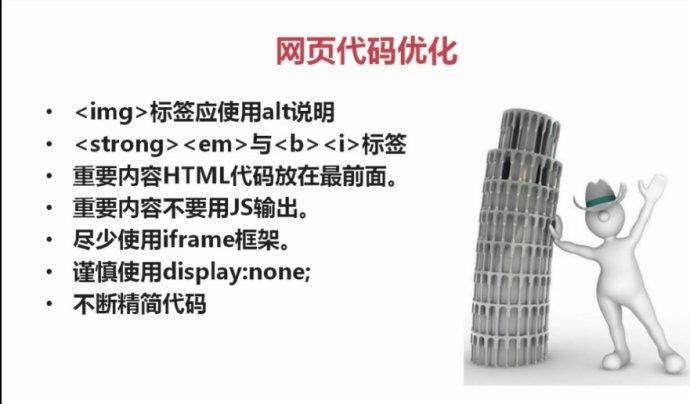 网页代码优化
• <img>标签应使用alt说明
• <strong><em>与<b><i>标签
• 重要内容HTML代码放在最前面。
• 重要内容不要用JS输出。
• 尽少使用iframe框架。
• 谨慎使用display:none;
• 不断精简代码